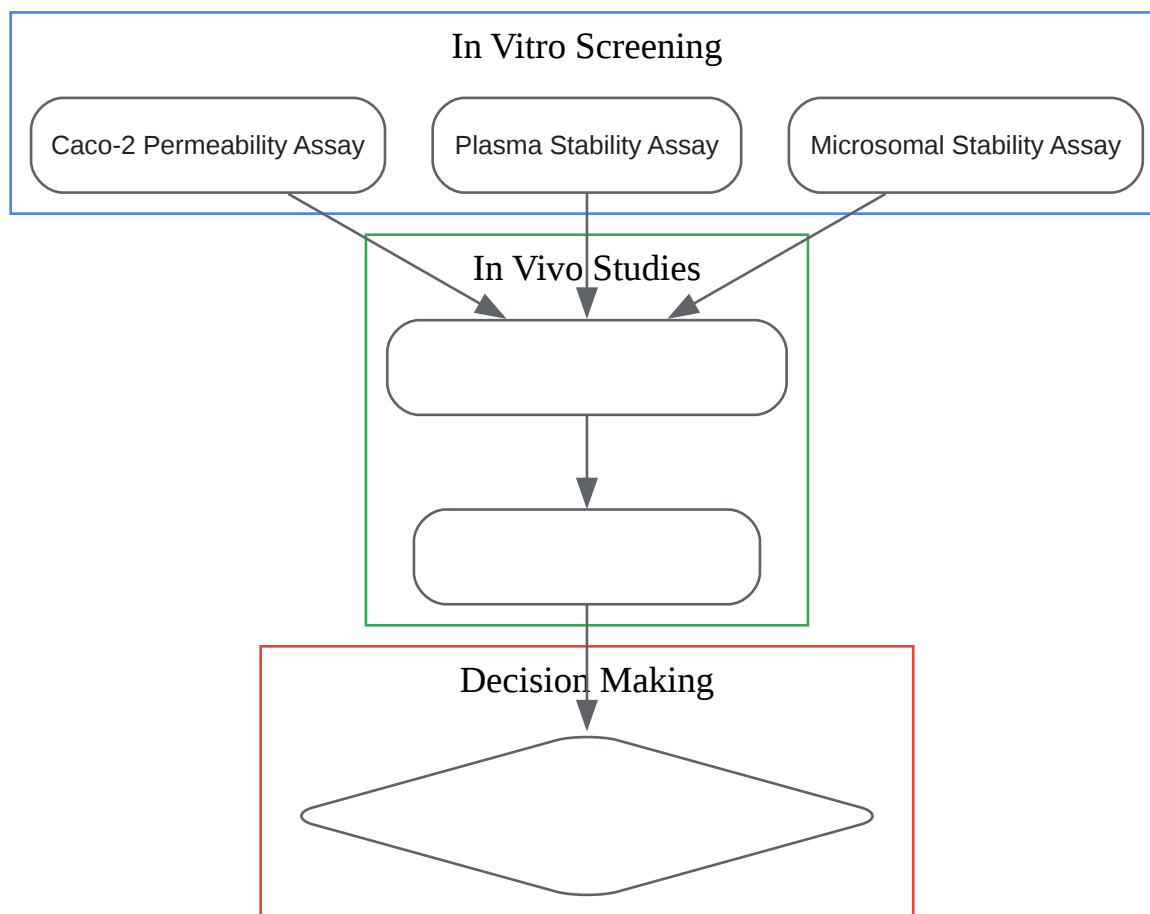 In Vitro Screening
Caco-2 Permeability Assay
Plasma Stability Assay
Microsomal Stability Assay
In Vivo Studies
Decision Making